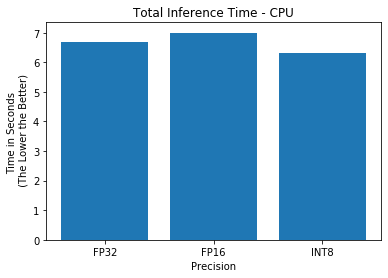 Total Inference Time - CPU
Time in Seconds
(The Lower the Better)
7
6
5
4
3
2
1
0
FP32 FP16 INT8
Precision